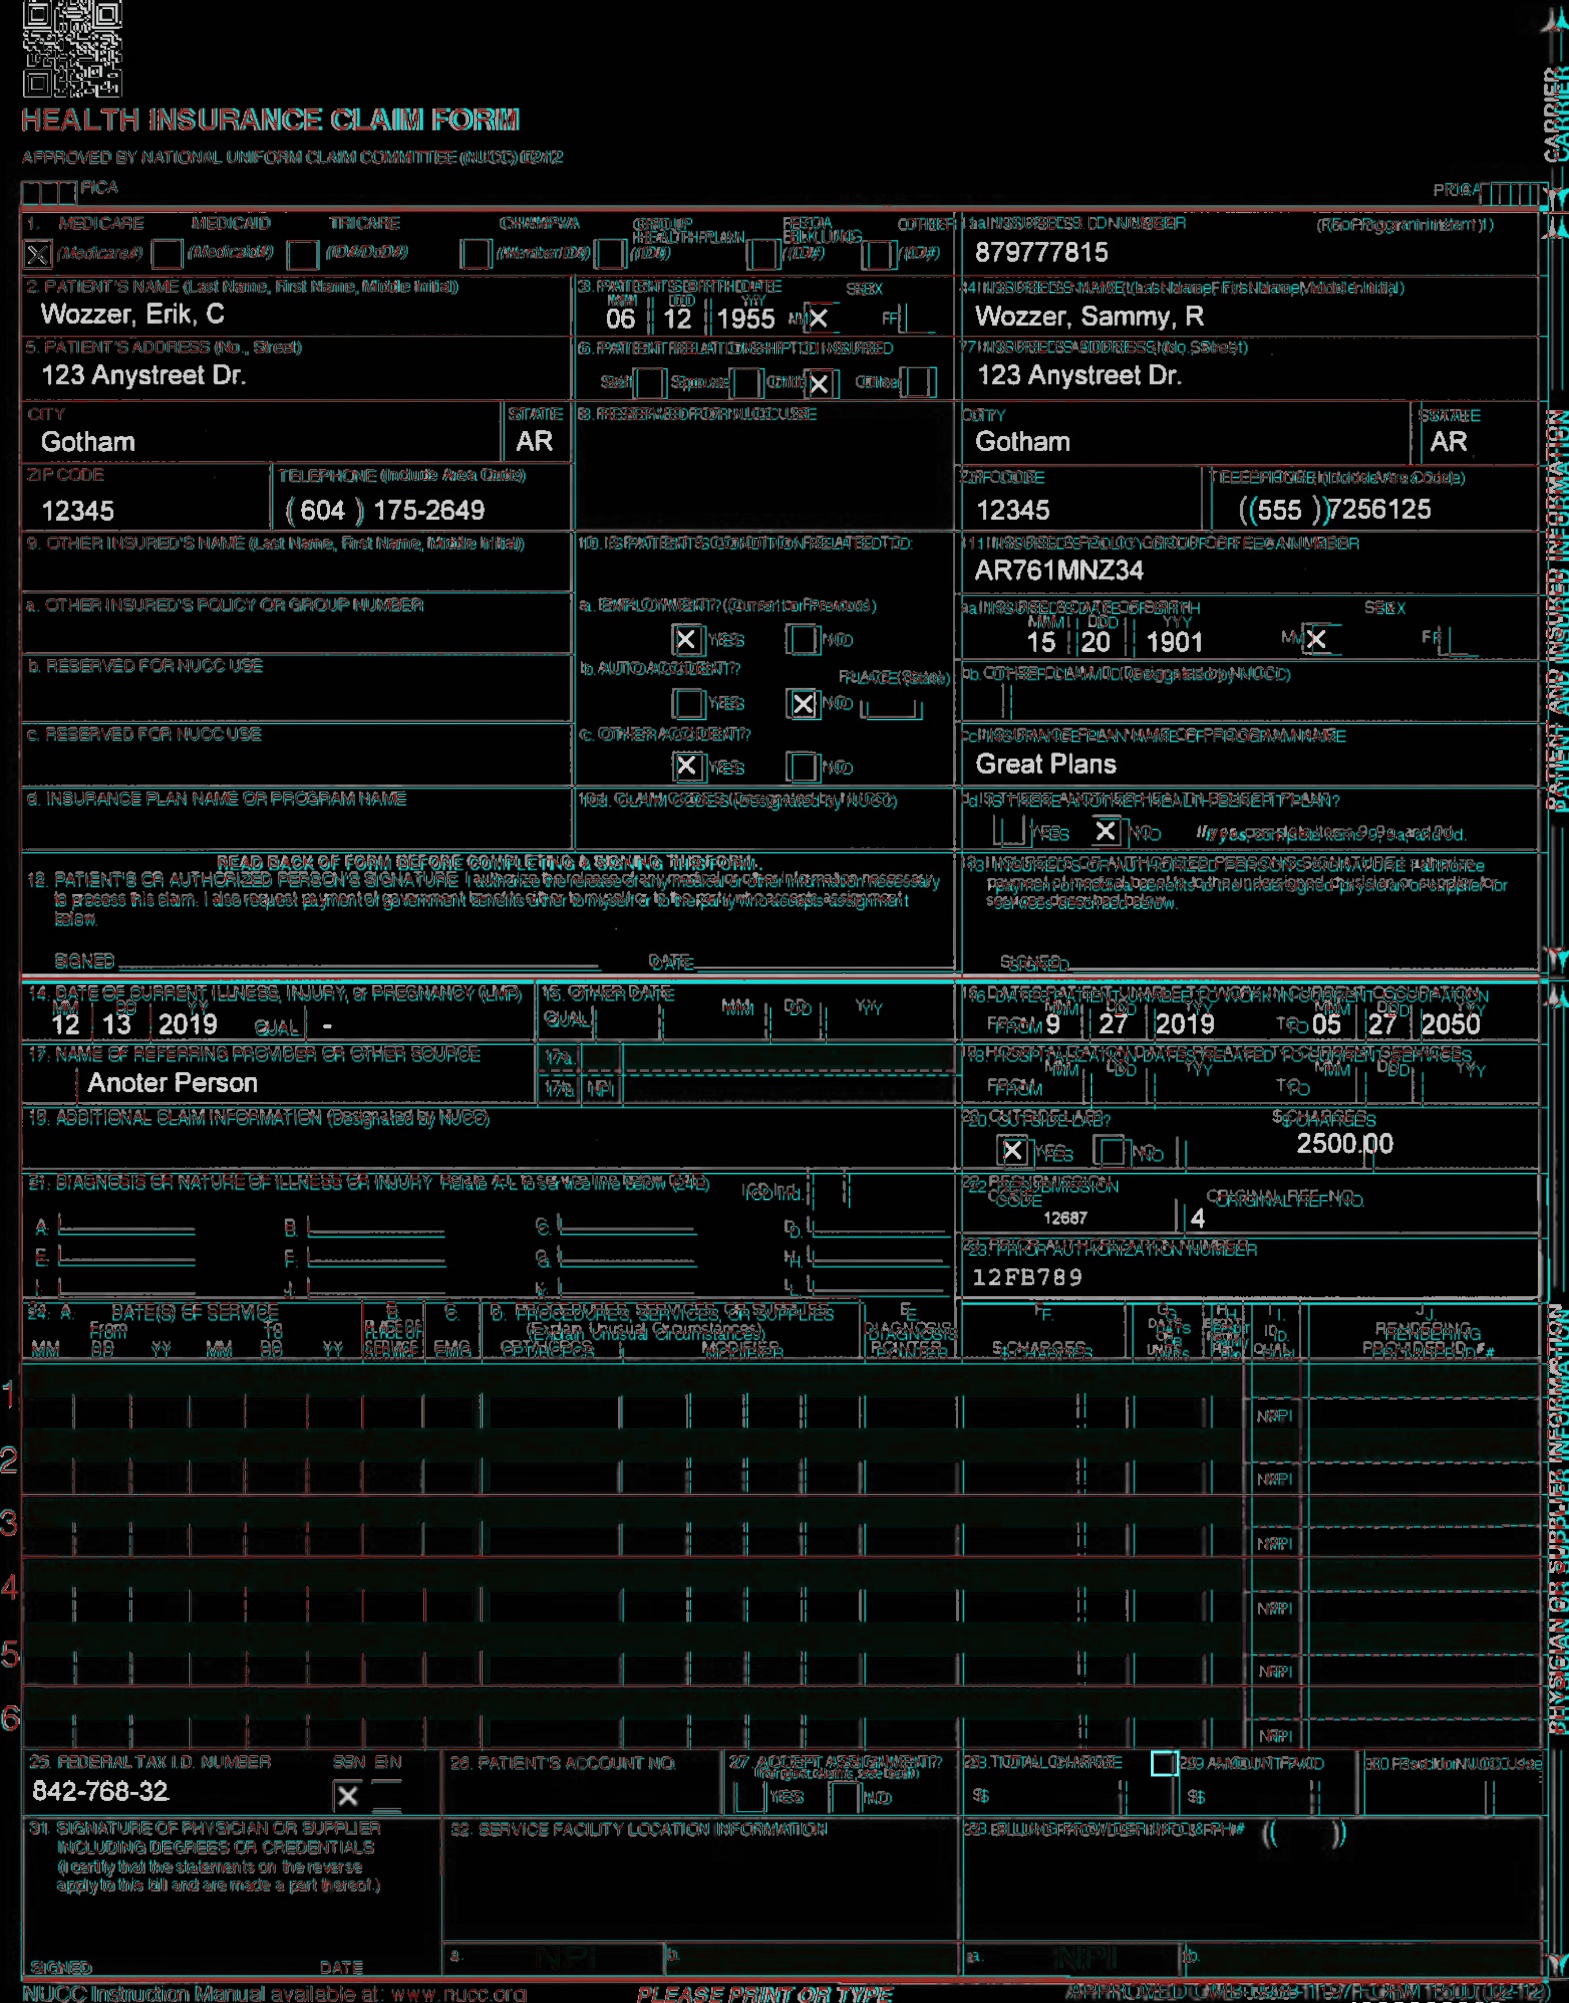 HEALTH INSURANCE CLAIM FORM
APPROVED BY NATIONAL UNIFORM CLAIM COMMITTEE (NUCC) 02/12
PICA
PICA
CARRIER
1. MEDICARE MEDICAID TRICARE CHAMPVA GROUP HEALTH PLAN FECA BLK LUNG OTHER
(Medicare#) (Medicaid#) (ID#/DoD#) (Member ID#) (ID#) (ID#) (ID#)
1a. INSURED'S I.D. NUMBER (For Program in Item 1)
879777815
2. PATIENT'S NAME (Last Name, First Name, Middle Initial)
Wozzer, Erik, C
3. PATIENT'S BIRTH DATE SEX
MM DD YY
06 12 1955 M X F
4. INSURED'S NAME (Last Name, First Name, Middle Initial)
Wozzer, Sammy, R
5. PATIENT'S ADDRESS (No., Street)
123 Anystreet Dr.
6. PATIENT RELATIONSHIP TO INSURED
Self Spouse Child X Other
7. INSURED'S ADDRESS (No., Street)
123 Anystreet Dr.
CITY STATE
Gotham AR
8. RESERVED FOR NUCC USE
CITY STATE
Gotham AR
ZIP CODE TELEPHONE (Include Area Code)
12345 ( 604 ) 175-2649
ZIP CODE TELEPHONE (Include Area Code)
12345 (555 )7256125
9. OTHER INSURED'S NAME (Last Name, First Name, Middle Initial)
10. IS PATIENT'S CONDITION RELATED TO:
11. INSURED'S POLICY GROUP OR FECA NUMBER
AR761MNZ34
a. OTHER INSURED'S POLICY OR GROUP NUMBER
a. EMPLOYMENT? (Current or Previous)
X YES NO
a. INSURED'S DATE OF BIRTH SEX
MM DD YY
15 20 1901 M X F
b. RESERVED FOR NUCC USE
b. AUTO ACCIDENT? PLACE (State)
YES X NO
b. OTHER CLAIM ID (Designated by NUCC)
c. RESERVED FOR NUCC USE
c. OTHER ACCIDENT?
X YES NO
c. INSURANCE PLAN NAME OR PROGRAM NAME
Great Plans
d. INSURANCE PLAN NAME OR PROGRAM NAME
10d. CLAIM CODES (Designated by NUCC)
d. IS THERE ANOTHER HEALTH BENEFIT PLAN?
YES X NO If yes, complete items 9, 9a, and 9d.
PATIENT AND INSURED INFORMATION
READ BACK OF FORM BEFORE COMPLETING & SIGNING THIS FORM.
12. PATIENT'S OR AUTHORIZED PERSON'S SIGNATURE I authorize the release of any medical or other information necessary
to process this claim. I also request payment of government benefits either to myself or to the party who accepts assignment
below.
SIGNED DATE
13. INSURED'S OR AUTHORIZED PERSON'S SIGNATURE I authorize
payment of medical benefits to the undersigned physician or supplier for
services described below.
SIGNED
14. DATE OF CURRENT ILLNESS, INJURY, or PREGNANCY (LMP)
MM DD YY
12 13 2019 QUAL. -
15. OTHER DATE
QUAL. MM DD YY
16. DATES PATIENT UNABLE TO WORK IN CURRENT OCCUPATION
MM DD YY MM DD YY
FROM 9 27 2019 TO 05 27 2050
17. NAME OF REFERRING PROVIDER OR OTHER SOURCE
Anoter Person
17a.
17b. NPI
18. HOSPITALIZATION DATES RELATED TO CURRENT SERVICES
MM DD YY MM DD YY
FROM TO
19. ADDITIONAL CLAIM INFORMATION (Designated by NUCC)
20. OUTSIDE LAB? $ CHARGES
X YES NO 2500.00
21. DIAGNOSIS OR NATURE OF ILLNESS OR INJURY Relate A-L to service line below (24E) ICD Ind.
A. B. C. D.
E. F. G. H.
I. J. K. L.
22. RESUBMISSION CODE ORIGINAL REF. NO.
12687 4
23. PRIOR AUTHORIZATION NUMBER
12FB789
24. A. DATE(S) OF SERVICE B. C. D. PROCEDURES, SERVICES, OR SUPPLIES E. F. G. H. I. J.
From To PLACE OF (Explain Unusual Circumstances) DIAGNOSIS DAYS OR ID. RENDERING
MM DD YY MM DD YY SERVICE EMG CPT/HCPCS MODIFIER POINTER $ CHARGES UNITS QUAL. PROVIDER ID. #
1 NPI
2 NPI
3 NPI
4 NPI
5 NPI
6 NPI
PHYSICIAN OR SUPPLIER INFORMATION
25. FEDERAL TAX I.D. NUMBER SSN EIN
842-768-32 X
26. PATIENT'S ACCOUNT NO.
27. ACCEPT ASSIGNMENT?
YES NO
28. TOTAL CHARGE
$
29. AMOUNT PAID
$
30. Rsvd for NUCC Use
31. SIGNATURE OF PHYSICIAN OR SUPPLIER
INCLUDING DEGREES OR CREDENTIALS
(I certify that the statements on the reverse
apply to this bill and are made a part thereof.)
SIGNED DATE
32. SERVICE FACILITY LOCATION INFORMATION
a. NPI b.
33. BILLING PROVIDER INFO & PH # ( )
a. NPI b.
NUCC Instruction Manual available at: www.nucc.org
PLEASE PRINT OR TYPE
APPROVED OMB-0938-1197 FORM 1500 (02-12)